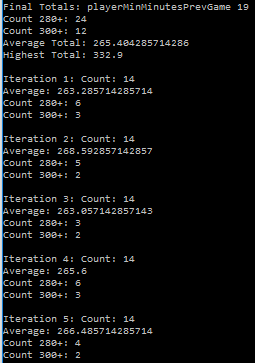 Final Totals: playerMinMinutesPrevGame 19
Count 280+: 24
Count 300+: 12
Average Total: 265.404285714286
Highest Total: 332.9
Iteration 1: Count: 14
Average: 263.285714285714
Count 280+: 6
Count 300+: 3
Iteration 2: Count: 14
Average: 268.592857142857
Count 280+: 5
Count 300+: 2
Iteration 3: Count: 14
Average: 263.057142857143
Count 280+: 3
Count 300+: 2
Iteration 4: Count: 14
Average: 265.6
Count 280+: 6
Count 300+: 3
Iteration 5: Count: 14
Average: 266.485714285714
Count 280+: 4
Count 300+: 2